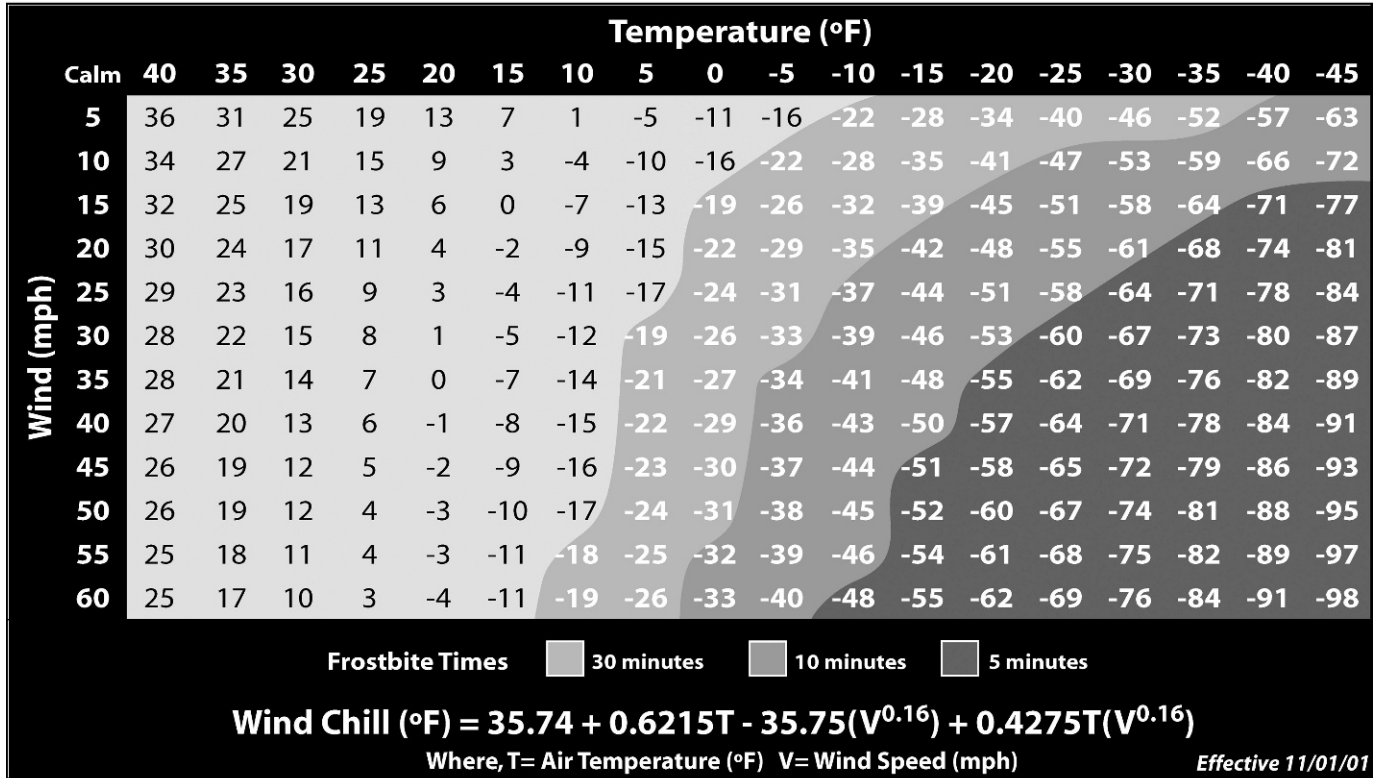 Temperature (ºF)
Calm 40 35 30 25 20 15 10 5 0 -5 -10 -15 -20 -25 -30 -35 -40 -45
5 36 31 25 19 13 7 1 -5 -11 -16 -22 -28 -34 -40 -46 -52 -57 -63
10 34 27 21 15 9 3 -4 -10 -16 -22 -28 -35 -41 -47 -53 -59 -66 -72
15 32 25 19 13 6 0 -7 -13 -19 -26 -32 -39 -45 -51 -58 -64 -71 -77
20 30 24 17 11 4 -2 -9 -15 -22 -29 -35 -42 -48 -55 -61 -68 -74 -81
25 29 23 16 9 3 -4 -11 -17 -24 -31 -37 -44 -51 -58 -64 -71 -78 -84
30 28 22 15 8 1 -5 -12 -19 -26 -33 -39 -46 -53 -60 -67 -73 -80 -87
35 28 21 14 7 0 -7 -14 -21 -27 -34 -41 -48 -55 -62 -69 -76 -82 -89
40 27 20 13 6 -1 -8 -15 -22 -29 -36 -43 -50 -57 -64 -71 -78 -84 -91
45 26 19 12 5 -2 -9 -16 -23 -30 -37 -44 -51 -58 -65 -72 -79 -86 -93
50 26 19 12 4 -3 -10 -17 -24 -31 -38 -45 -52 -60 -67 -74 -81 -88 -95
55 25 18 11 4 -3 -11 -18 -25 -32 -39 -46 -54 -61 -68 -75 -82 -89 -97
60 25 17 10 3 -4 -11 -19 -26 -33 -40 -48 -55 -62 -69 -76 -84 -91 -98
Wind (mph)
Frostbite Times 30 minutes 10 minutes 5 minutes
Wind Chill (ºF) = 35.74 + 0.6215T - 35.75(V^0.16) + 0.4275T(V^0.16)
Where, T= Air Temperature (ºF) V= Wind Speed (mph) Effective 11/01/01